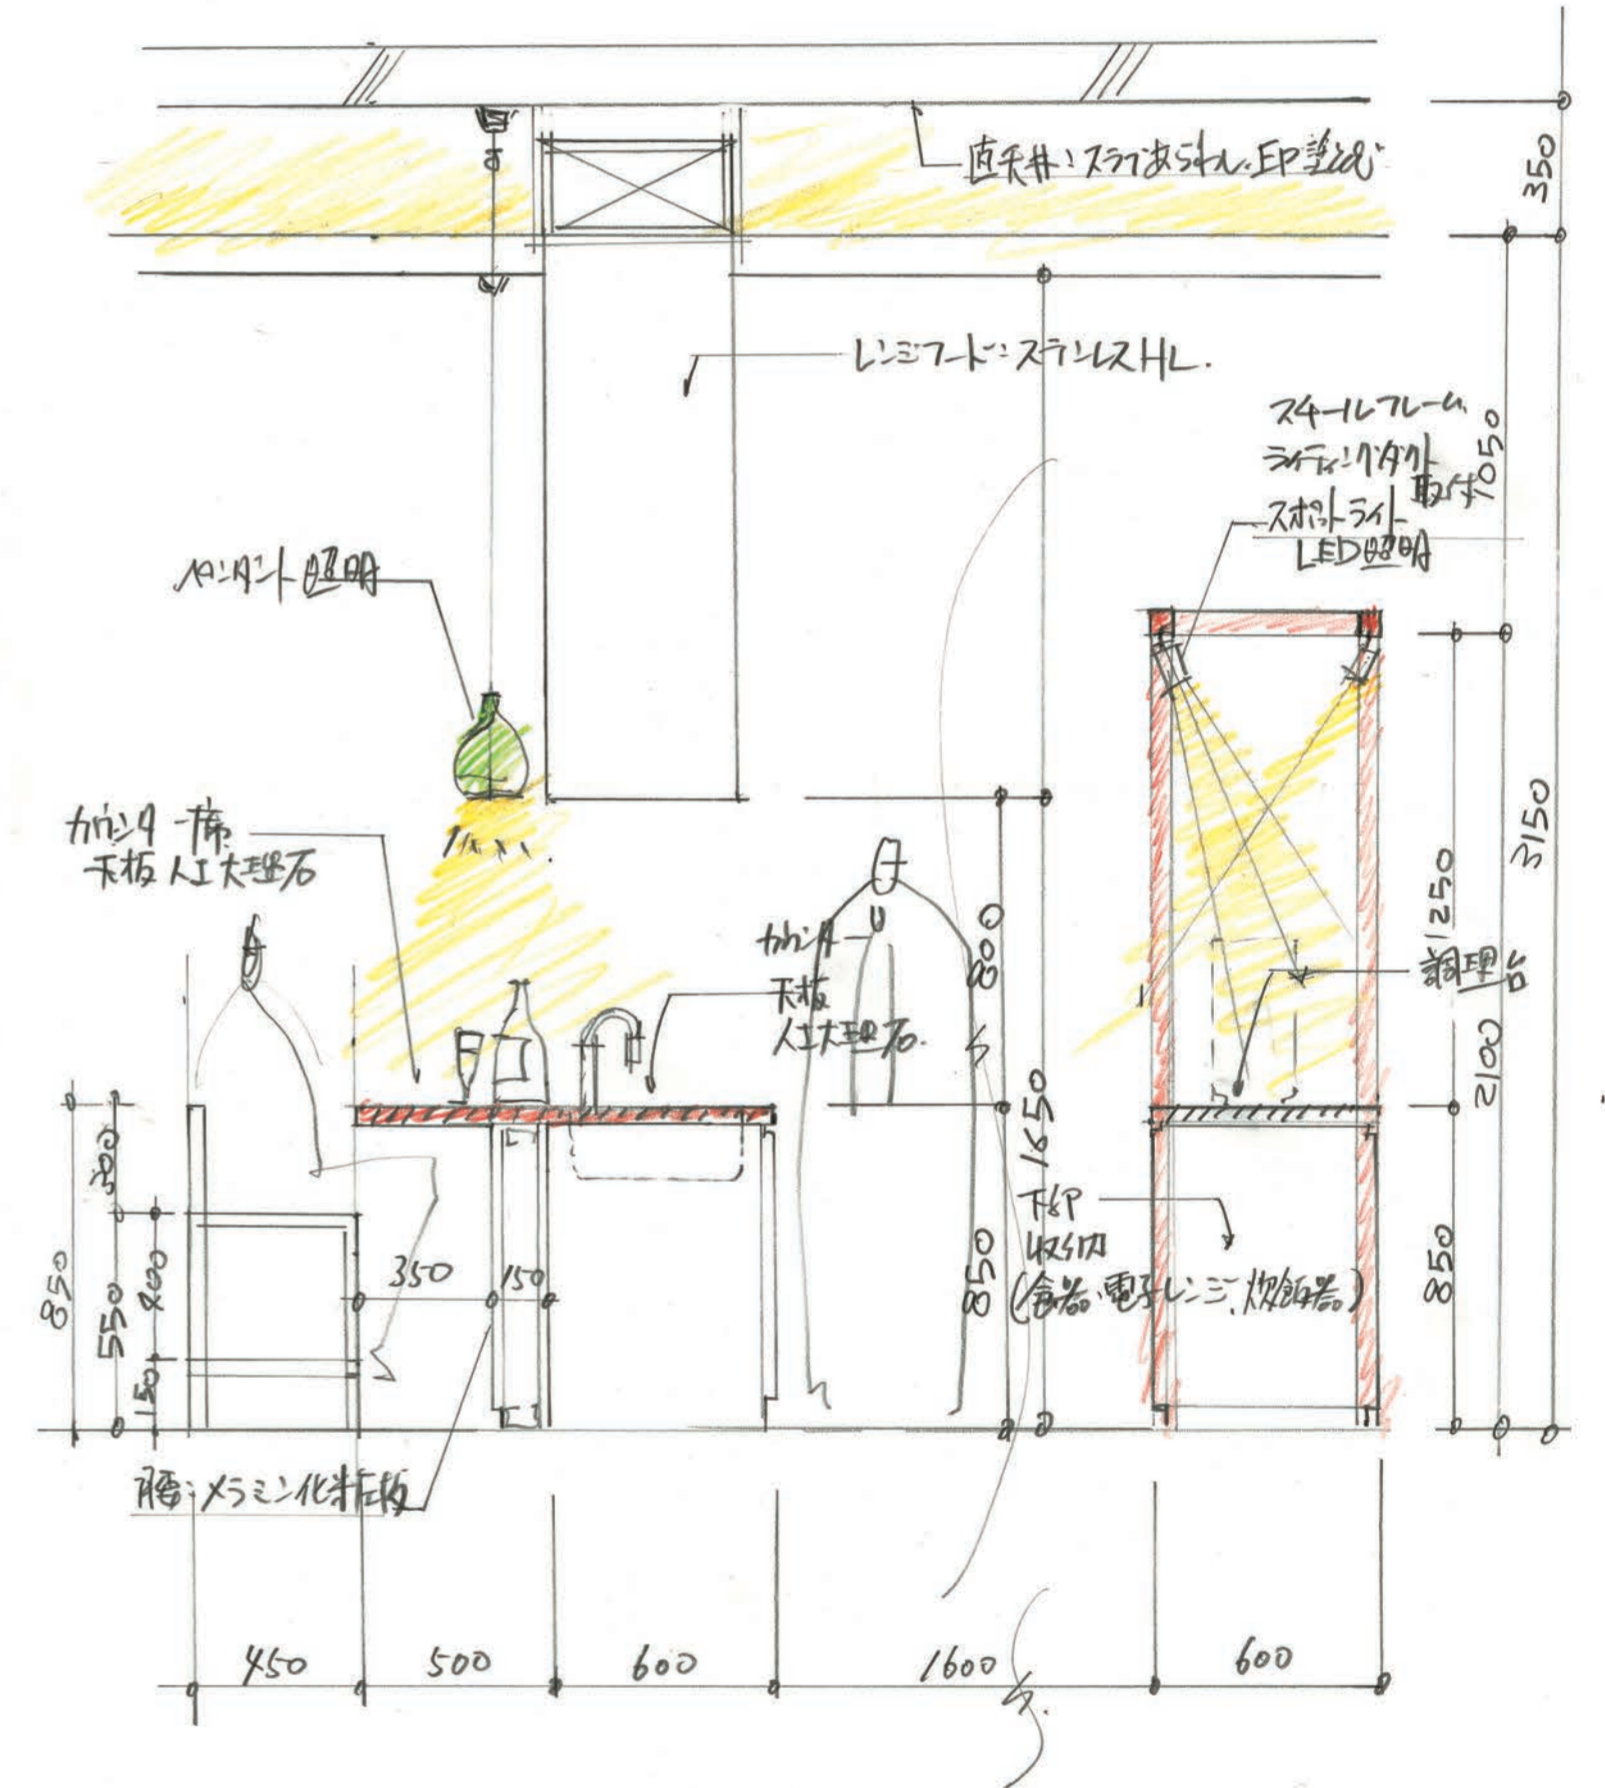 直天井：スラブあらわし、EP塗装
350
レンジフード：ステンレスHL.
スチールフレーム
ライティングダクト
取付
スポットライト
LED照明
1050
ペンダント照明
カウンター席
天板 人工大理石
カウンター
天板
人工大理石.
800
1650
850
1250
3150
調理台
2100
850
下部
収納
(食器、電子レンジ、炊飯器)
300
850
550
400
150
350
150
腰：メラミン化粧板
450
500
600
1600
600